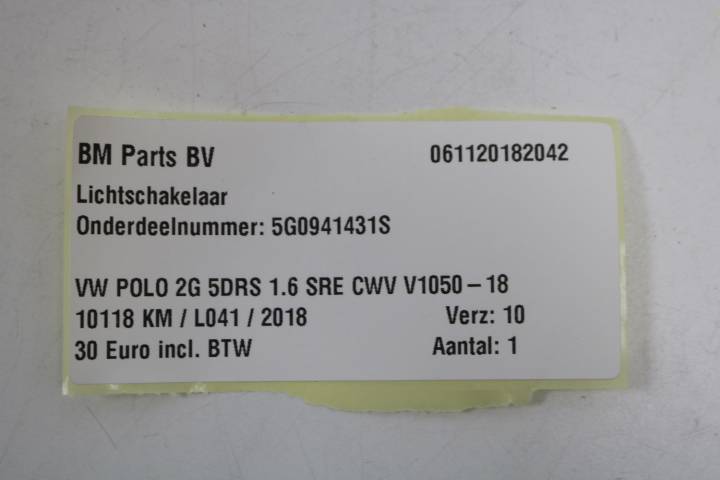 BM Parts BV 061120182042
Lichtschakelaar
Onderdeelnummer: 5G0941431S
VW POLO 2G 5DRS 1.6 SRE CWV V1050-18
10118 KM / L041 / 2018 Verz: 10
30 Euro incl. BTW Aantal: 1